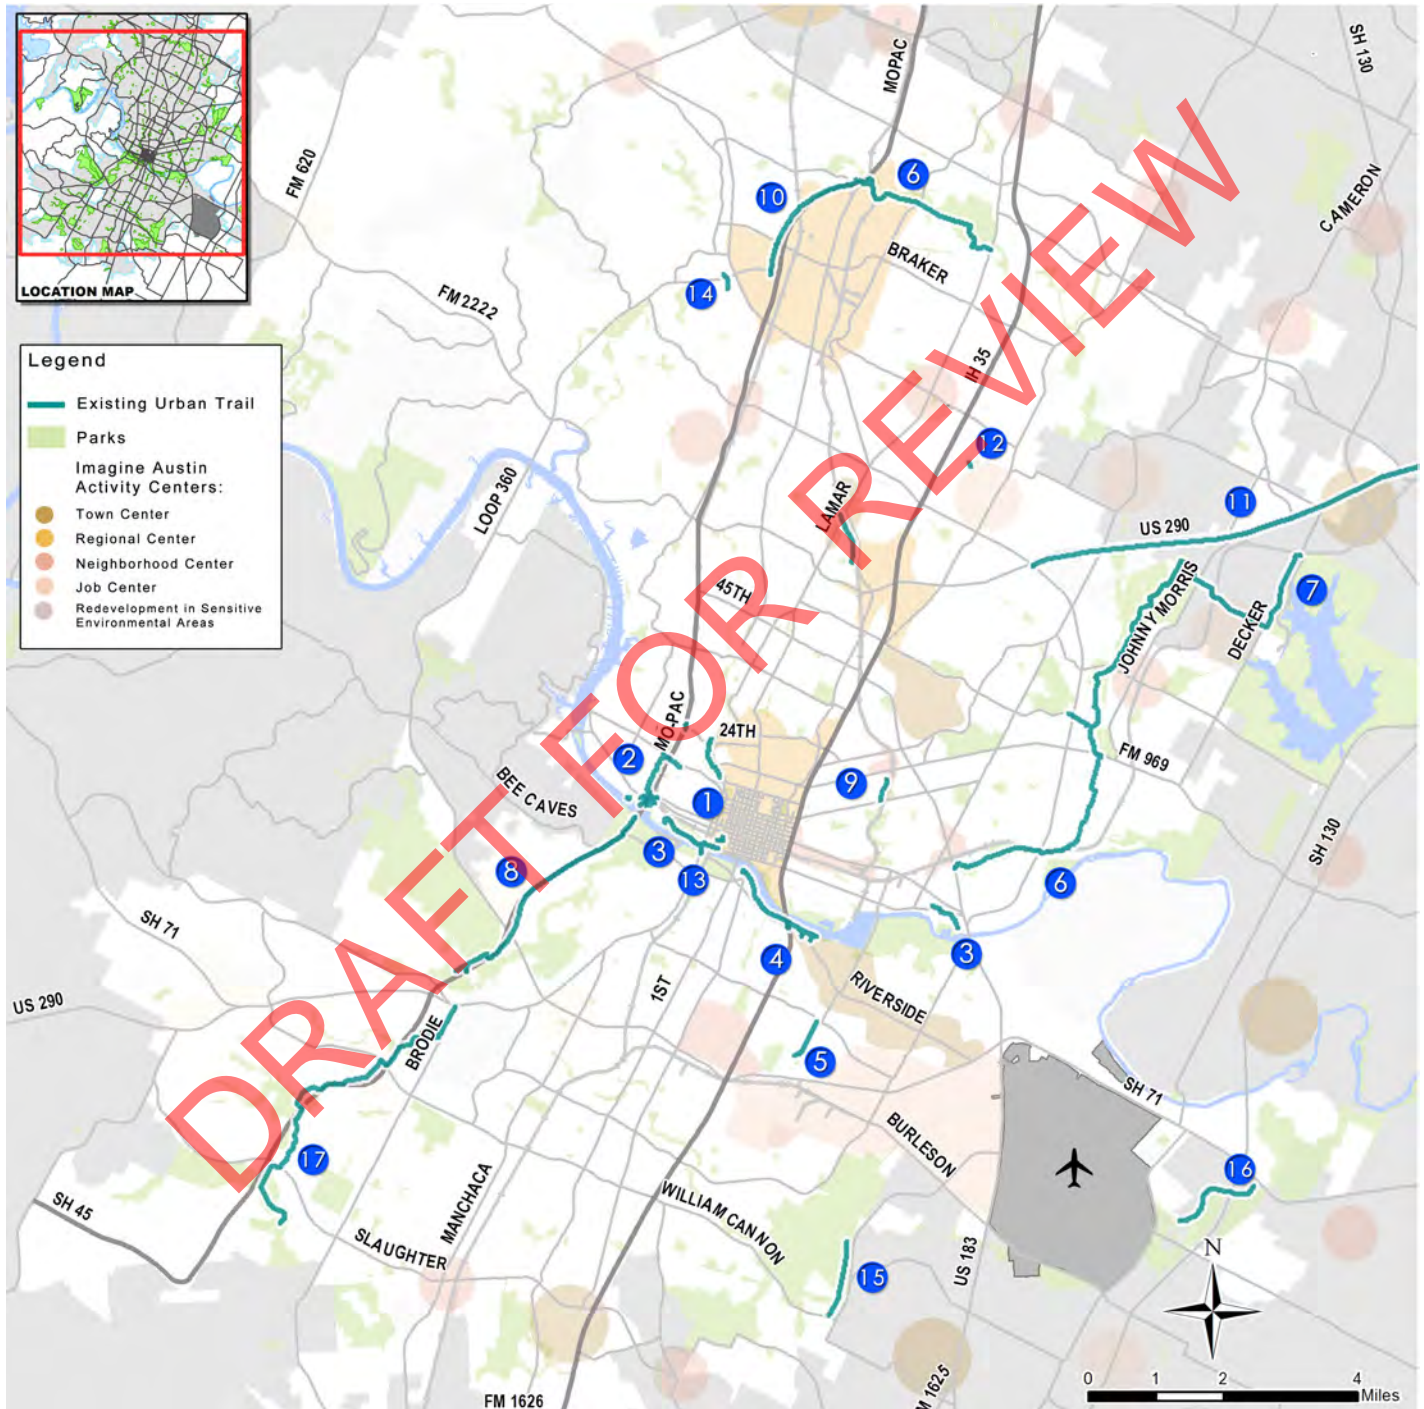 LOCATION MAP
Legend
Existing Urban Trail
Parks
Imagine Austin
Activity Centers:
Town Center
Regional Center
Neighborhood Center
Job Center
Redevelopment in Sensitive
Environmental Areas
DRAFT FOR REVIEW
MOPAC
SH 130
FM 620
6
10
CAMERON
BRAKER
14
FM 2222
IH 35
12
LOOP 360
LAMAR
11
US 290
45TH
JOHNNY MORRIS
7
DECKER
MO-PAC
24TH
2
FM 969
BEE CAVES
9
1
3
8
13
6
SH 130
SH 71
4
3
US 290
1ST
RIVERSIDE
BRODIE
5
SH 71
BURLESON
17
16
MANCHACA
WILLIAM CANNON
SH 45
SLAUGHTER
US 183
15
N
FM 1626
M 1625
0 1 2 4
Miles